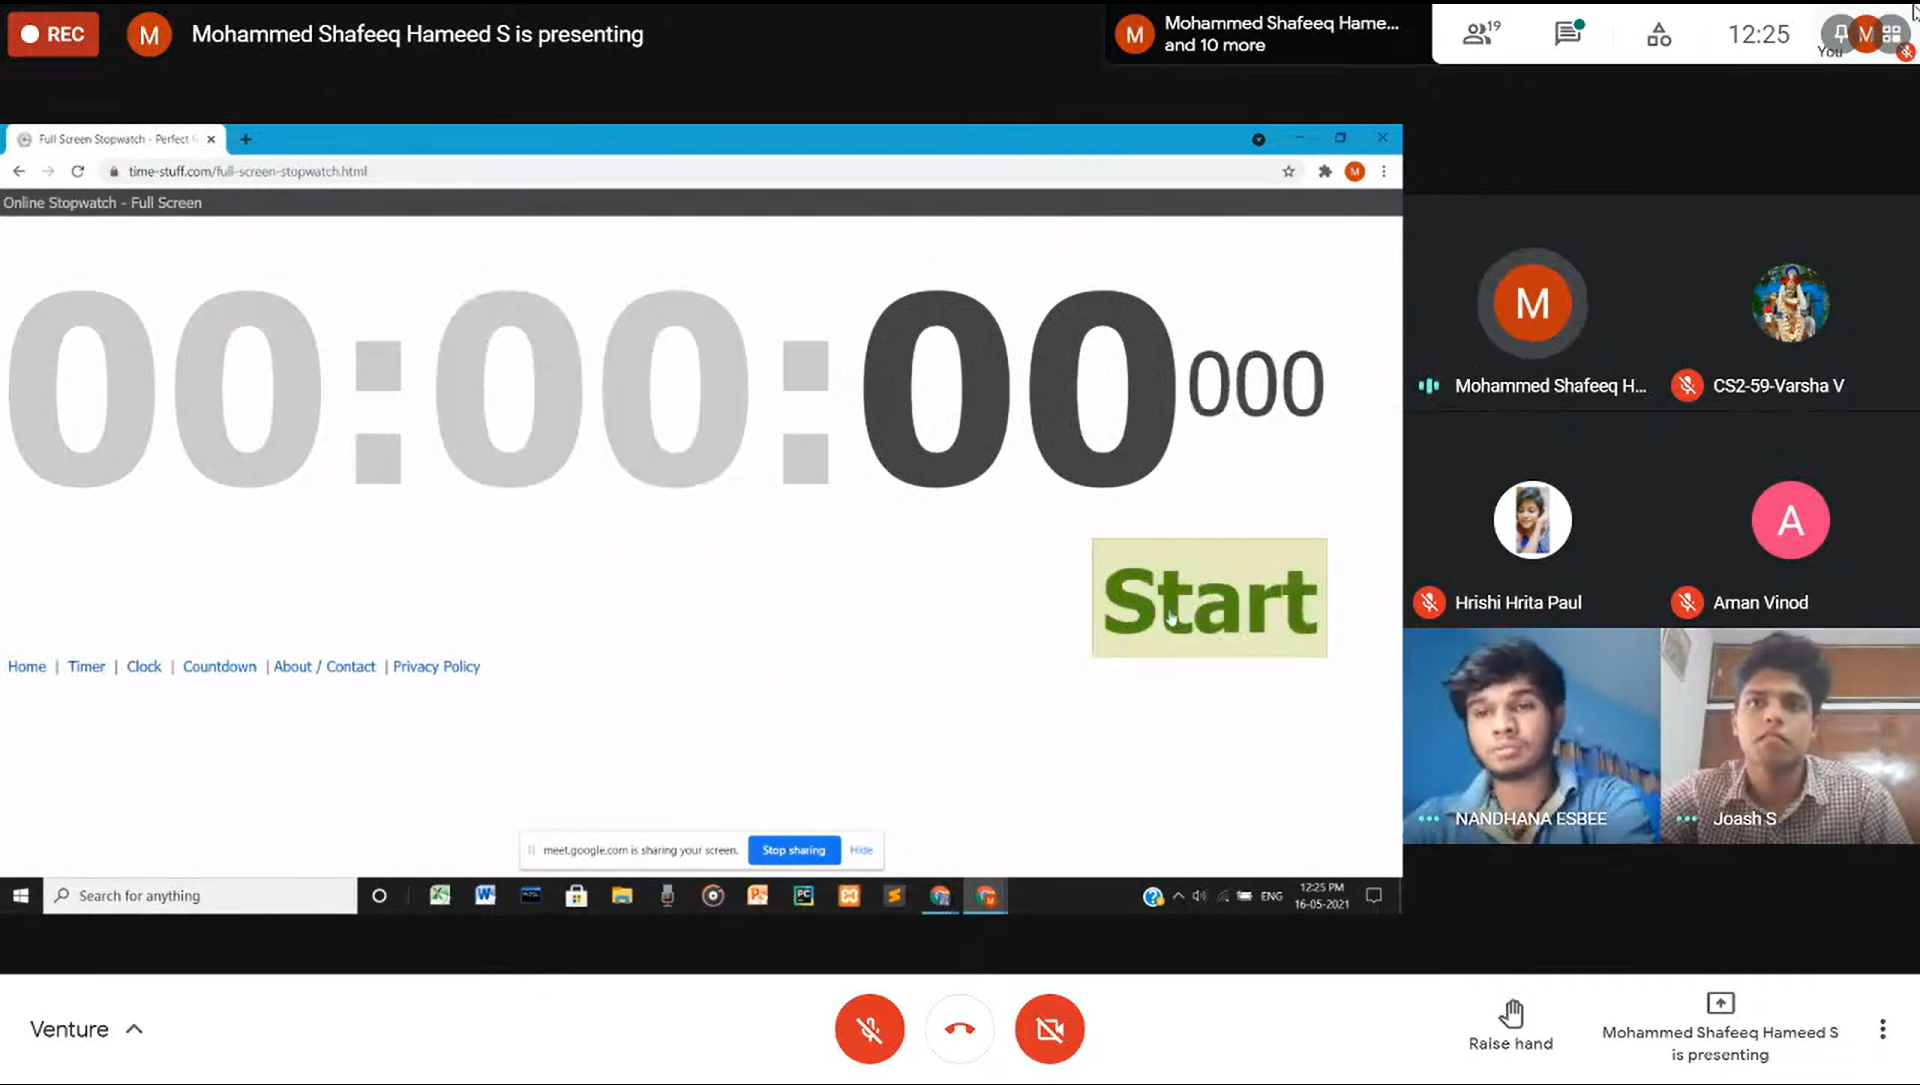 REC
M
Mohammed Shafeeq Hameed S is presenting
M
Mohammed Shafeeq Hame...
and 10 more
19
12:25
M
You
Full Screen Stopwatch - Perfect
time-stuff.com/full-screen-stopwatch.html
M
Online Stopwatch - Full Screen
00:00:00 000
Start
Home | Timer | Clock | Countdown | About / Contact | Privacy Policy
meet.google.com is sharing your screen. Stop sharing Hide
Search for anything
ENG
12:25 PM
16-05-2021
M
Mohammed Shafeeq H...
CS2-59-Varsha V
A
Hrishi Hrita Paul
Aman Vinod
NANDHANA ESBEE
Joash S
Venture
Raise hand
Mohammed Shafeeq Hameed S
is presenting